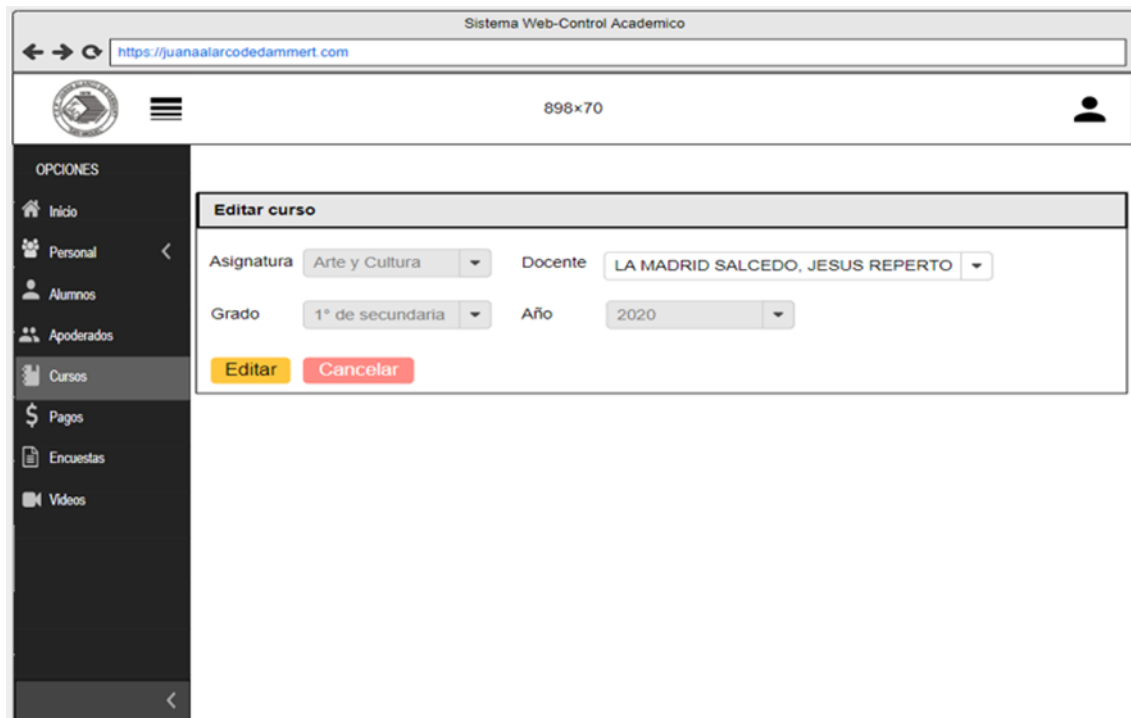 Sistema Web-Control Academico
https://juanaalarcodedammert.com
898×70
OPCIONES
Inicio
Personal
Alumnos
Apoderados
Cursos
Pagos
Encuestas
Videos
Editar curso
Asignatura Arte y Cultura Docente LA MADRID SALCEDO, JESUS REPERTO
Grado 1° de secundaria Año 2020
Editar Cancelar